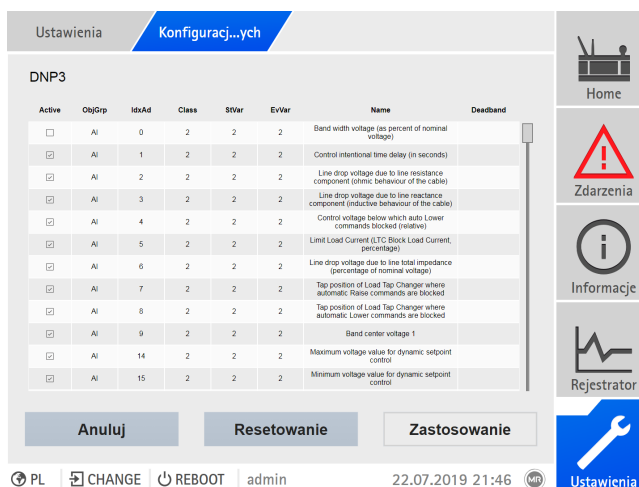 Ustawienia
Konfiguracj...ych
DNP3
Active ObjGrp IdxAd Class StVar EvVar Name Deadband
AI 0 2 2 2 Band width voltage (as percent of nominal
voltage)
AI 1 2 2 2 Control intentional time delay (in seconds)
AI 2 2 2 2 Line drop voltage due to line resistance
component (ohmic behaviour of the cable)
AI 3 2 2 2 Line drop voltage due to line reactance
component (inductive behaviour of the cable)
AI 4 2 2 2 Control voltage below which auto Lower
commands blocked (relative)
AI 5 2 2 2 Limit Load Current (LTC Block Load Current,
percentage)
AI 6 2 2 2 Line drop voltage due to line total impedance
(percentage of nominal voltage)
AI 7 2 2 2 Tap position of Load Tap Changer where
automatic Raise commands are blocked
AI 8 2 2 2 Tap position of Load Tap Changer where
automatic Lower commands are blocked
AI 9 2 2 2 Band center voltage 1
AI 14 2 2 2 Maximum voltage value for dynamic setpoint
control
AI 15 2 2 2 Minimum voltage value for dynamic setpoint
control
Anuluj Resetowanie Zastosowanie
PL CHANGE REBOOT admin 22.07.2019 21:46 MR
Home
Zdarzenia
Informacje
Rejestrator
Ustawienia